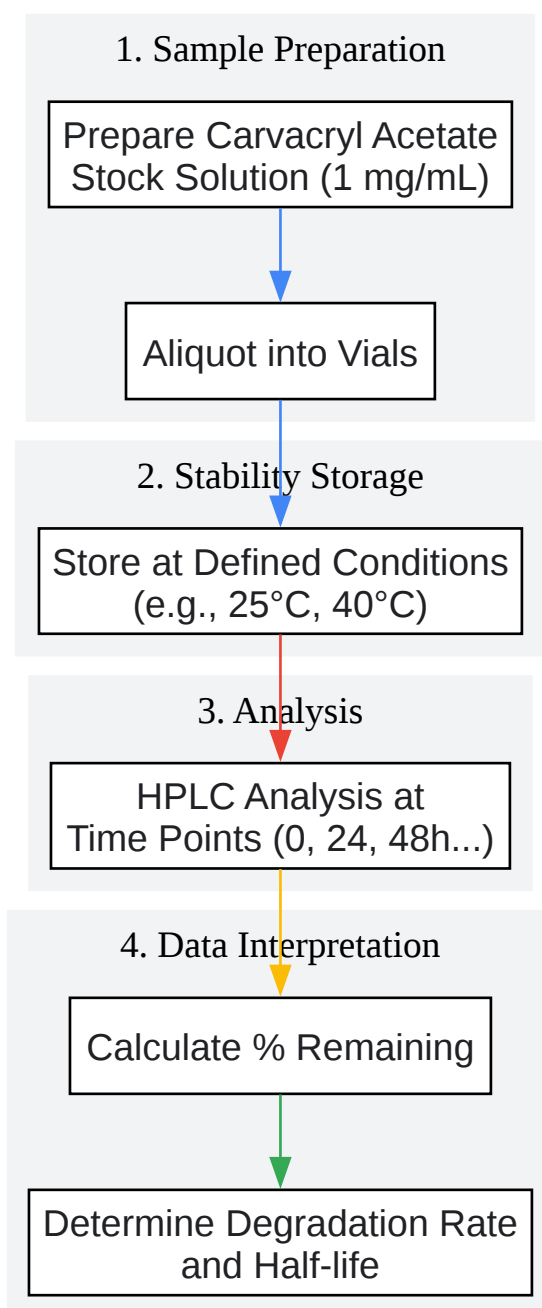 1. Sample Preparation
Prepare Carvacryl Acetate
Stock Solution (1 mg/mL)
Aliquot into Vials
2. Stability Storage
Store at Defined Conditions
(e.g., 25°C, 40°C)
3. Analysis
HPLC Analysis at
Time Points (0, 24, 48h...)
4. Data Interpretation
Calculate % Remaining
Determine Degradation Rate
and Half-life